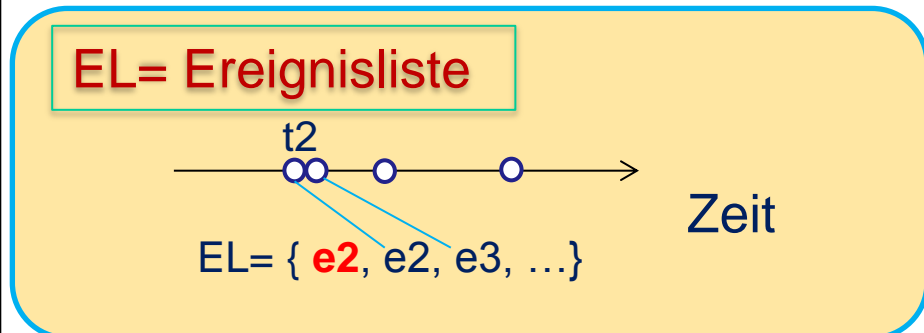 EL= Ereignisliste
t2
Zeit
EL= { e2, e2, e3, …}